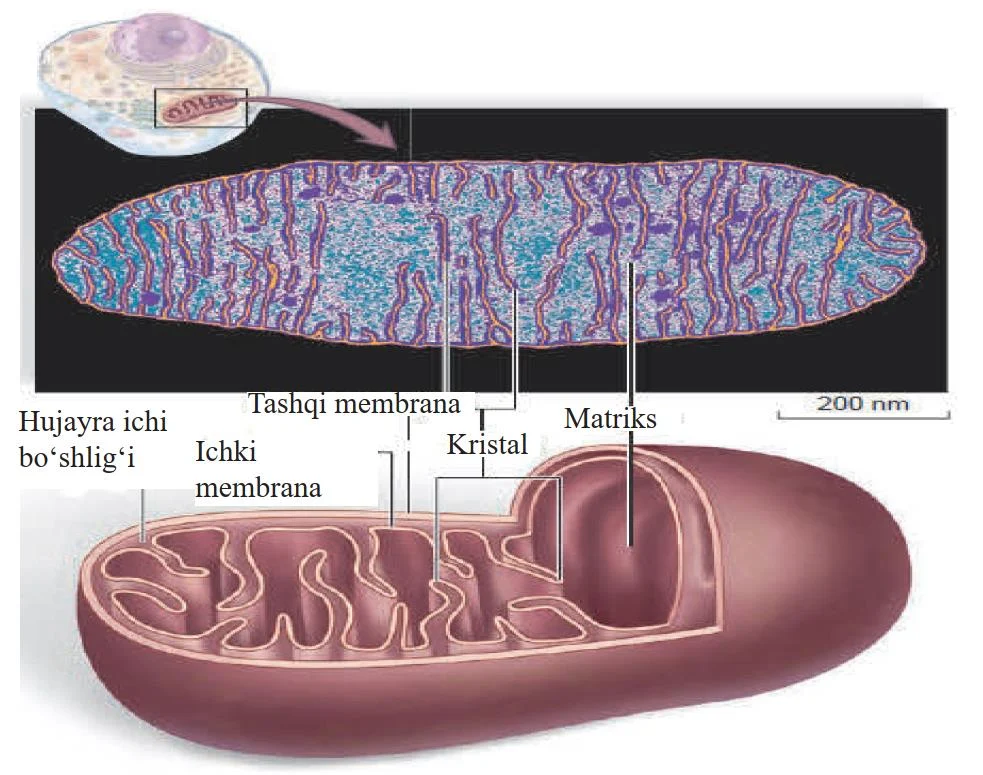 200 nm
Tashqi membrana
Hujayra ichi
bo‘shlig‘i
Ichki
membrana
Kristal
Matriks